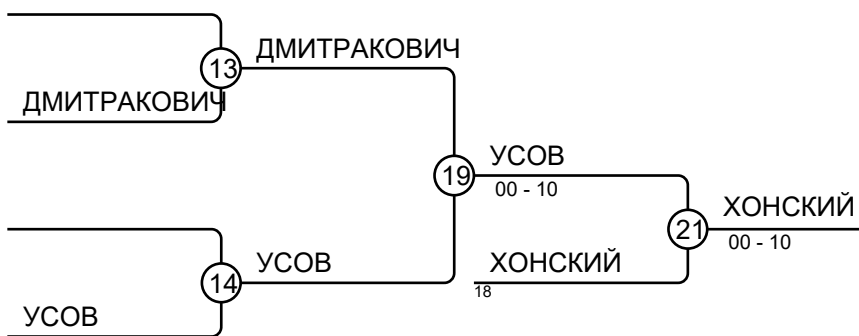 13
ДМИТРАКОВИЧ
ДМИТРАКОВИЧ
19
УСОВ
00 - 10
21
ХОНСКИЙ
00 - 10
14
УСОВ
ХОНСКИЙ
18
УСОВ